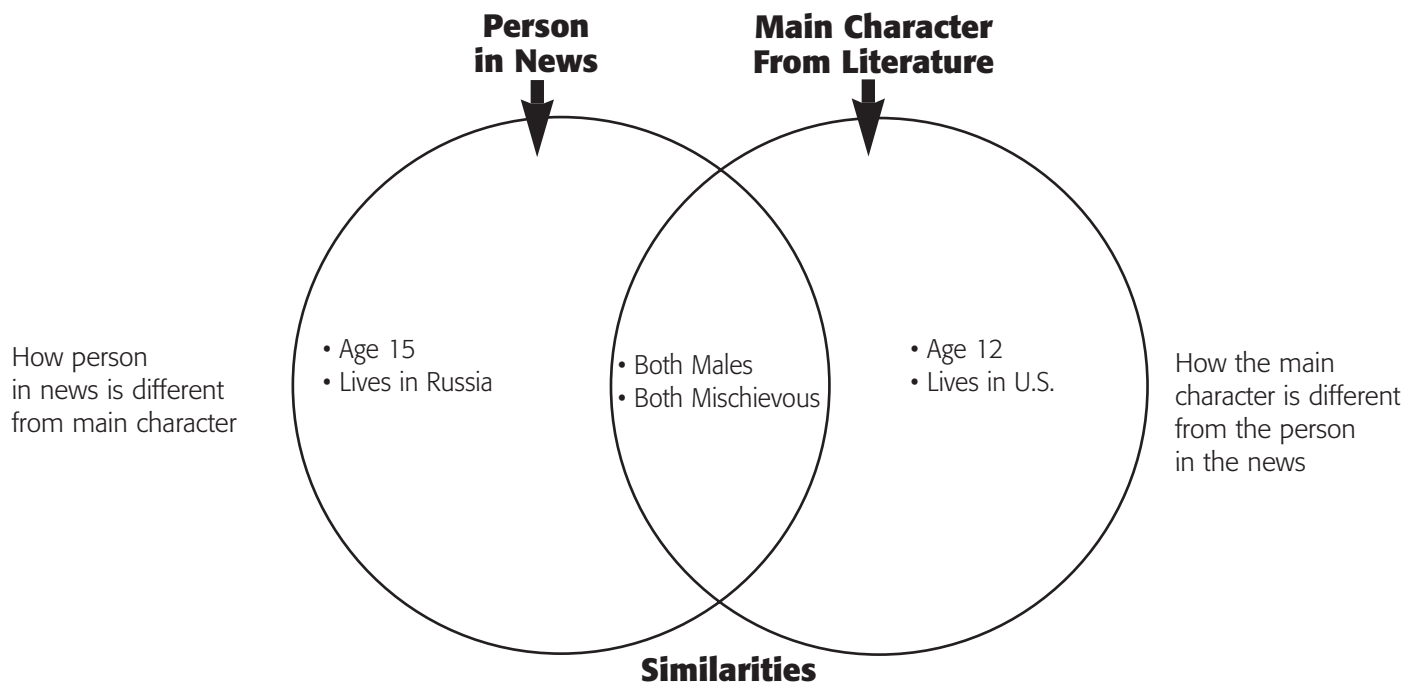 Person
in News
Main Character
From Literature
How person
in news is different
from main character
• Age 15
• Lives in Russia
• Both Males
• Both Mischievous
• Age 12
• Lives in U.S.
How the main
character is different
from the person
in the news
Similarities